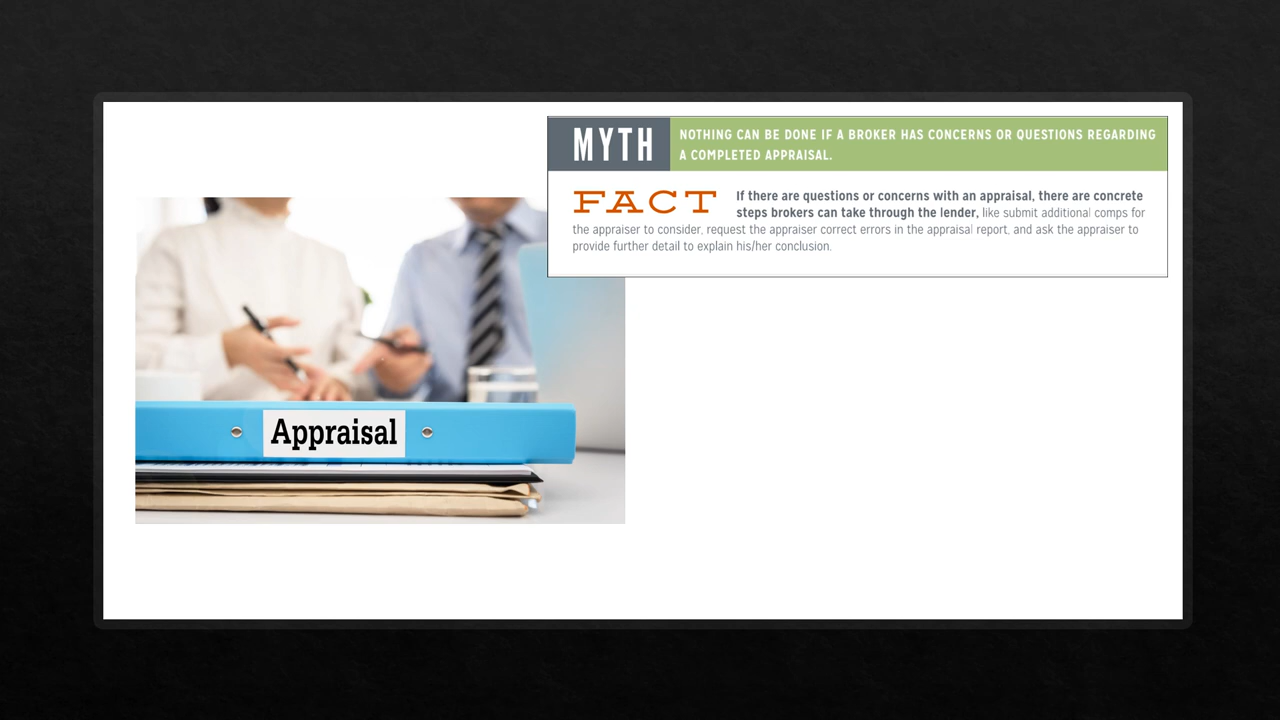 MYTH
NOTHING CAN BE DONE IF A BROKER HAS CONCERNS OR QUESTIONS REGARDING
A COMPLETED APPRAISAL.
FACT If there are questions or concerns with an appraisal, there are concrete
steps brokers can take through the lender, like submit additional comps for
the appraiser to consider, request the appraiser correct errors in the appraisal report, and ask the appraiser to
provide further detail to explain his/her conclusion.
Appraisal